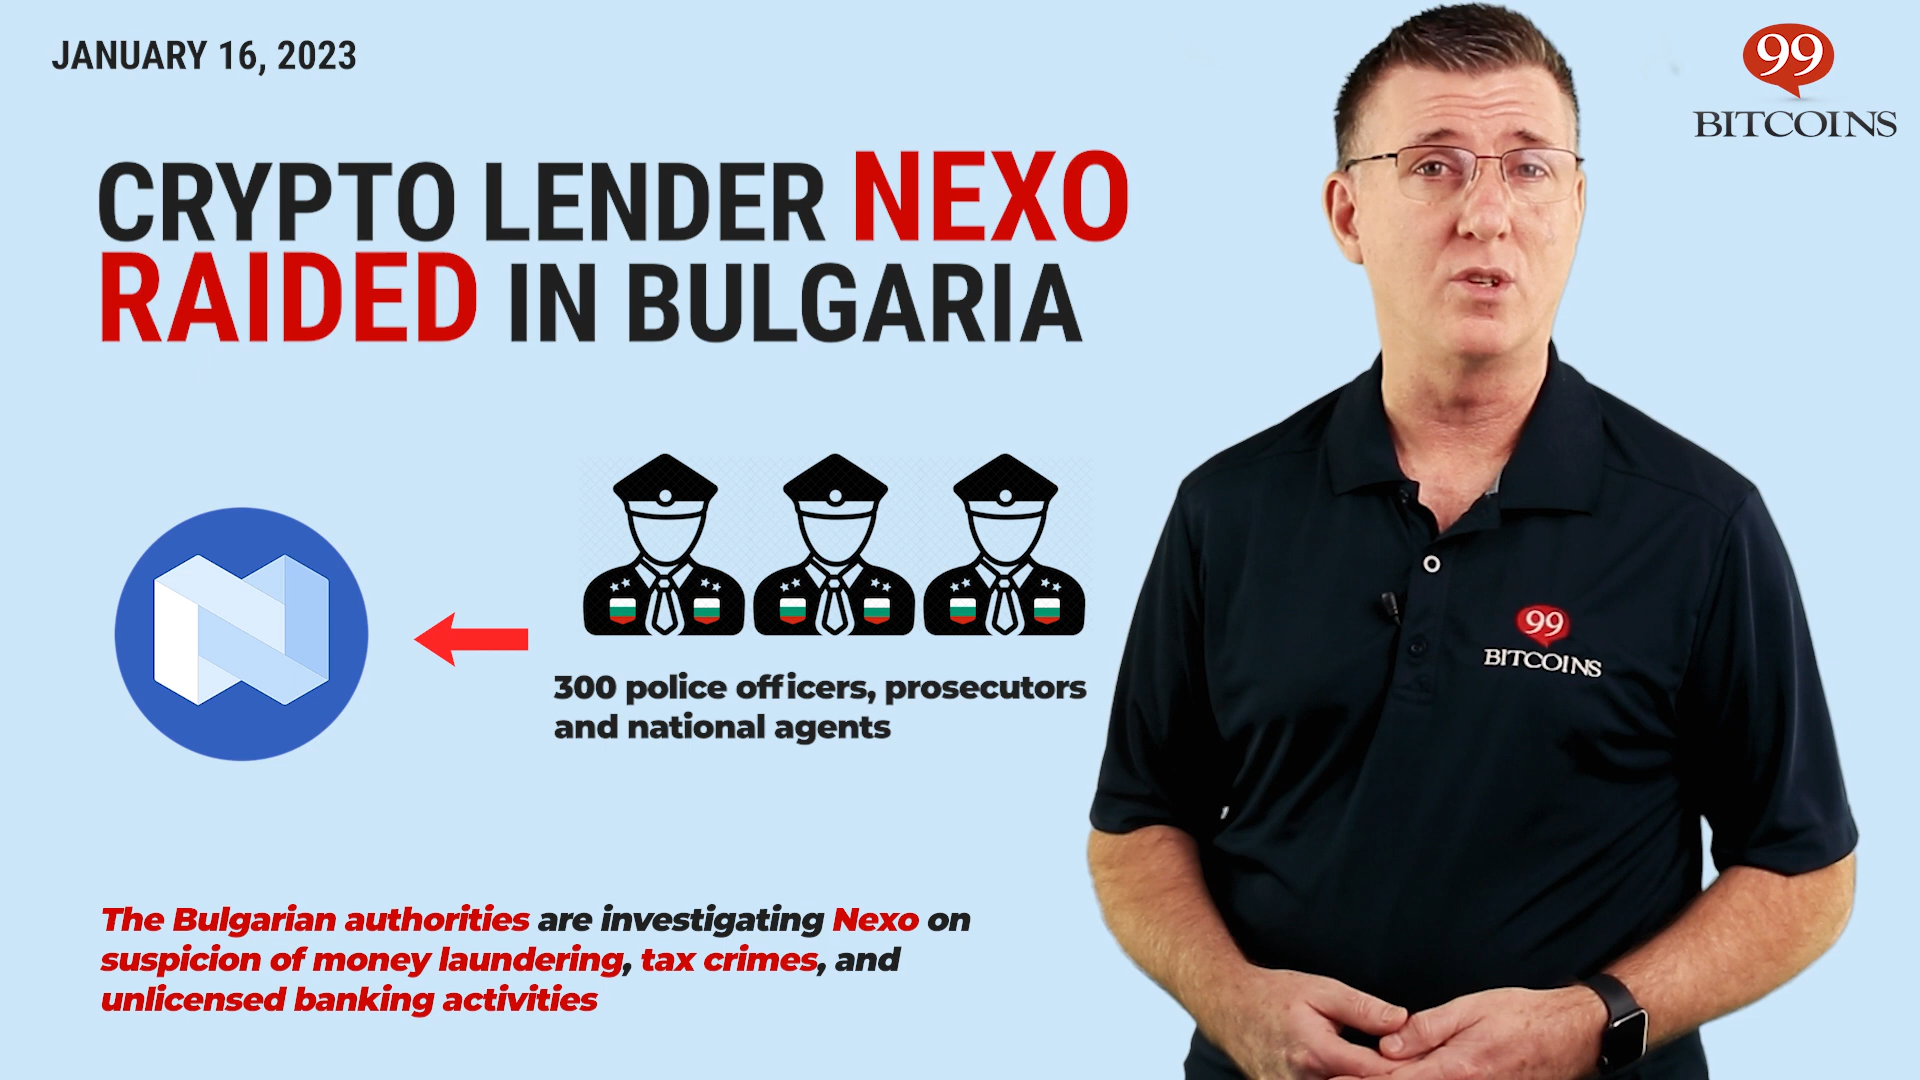 JANUARY 16, 2023
99
BITCOINS
CRYPTO LENDER NEXO
RAIDED IN BULGARIA
300 police officers, prosecutors
and national agents
99
BITCOINS
The Bulgarian authorities are investigating Nexo on
suspicion of money laundering, tax crimes, and
unlicensed banking activities